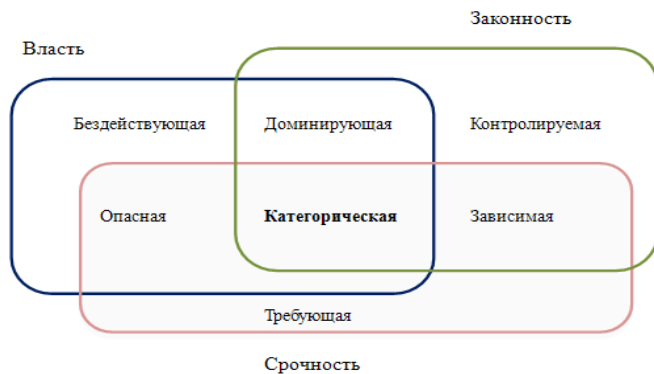 Законность
Власть
Бездействующая
Доминирующая
Контролируемая
Опасная
Категорическая
Зависимая
Требующая
Срочность